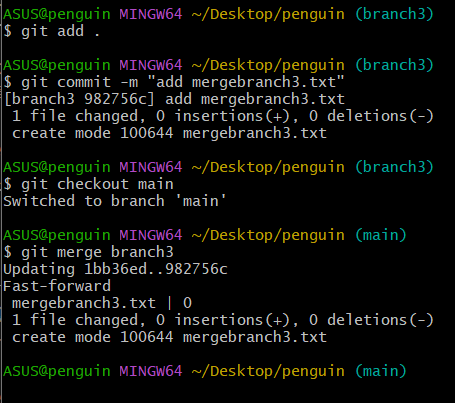 ASUS@penguin MINGW64 ~/Desktop/penguin (branch3)
$ git add .
ASUS@penguin MINGW64 ~/Desktop/penguin (branch3)
$ git commit -m "add mergebranch3.txt"
[branch3 982756c] add mergebranch3.txt
 1 file changed, 0 insertions(+), 0 deletions(-)
 create mode 100644 mergebranch3.txt
ASUS@penguin MINGW64 ~/Desktop/penguin (branch3)
$ git checkout main
Switched to branch 'main'
ASUS@penguin MINGW64 ~/Desktop/penguin (main)
$ git merge branch3
Updating 1bb36ed..982756c
Fast-forward
 mergebranch3.txt | 0
 1 file changed, 0 insertions(+), 0 deletions(-)
 create mode 100644 mergebranch3.txt
ASUS@penguin MINGW64 ~/Desktop/penguin (main)